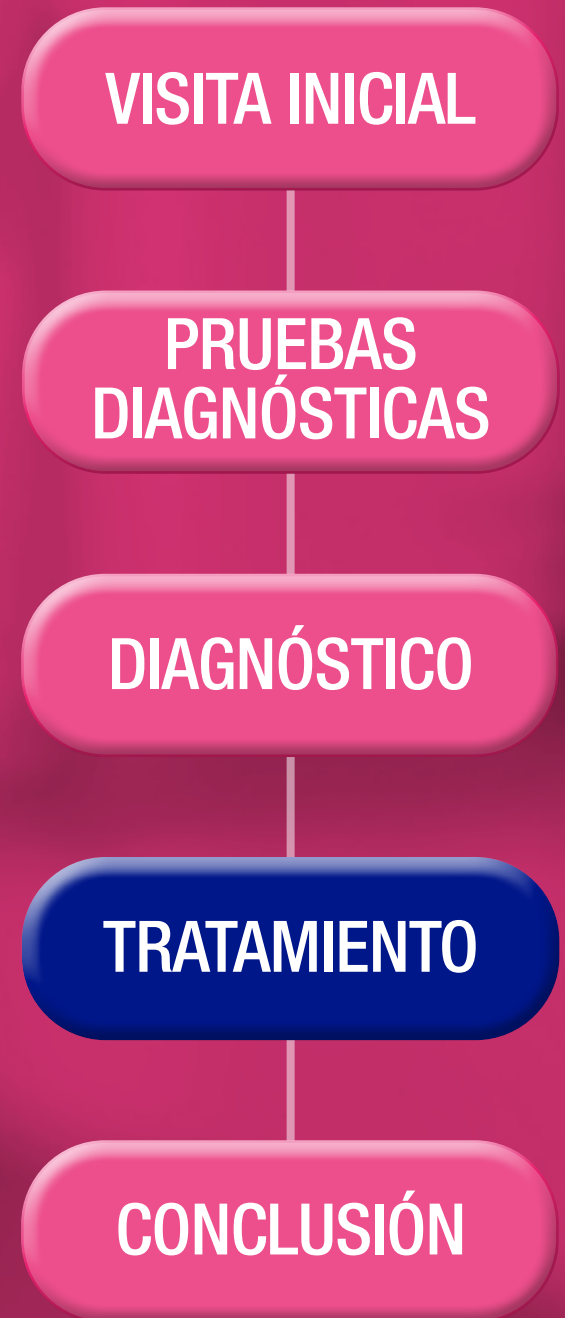 VISITA INICIAL
PRUEBAS
DIAGNÓSTICAS
DIAGNÓSTICO
TRATAMIENTO
CONCLUSIÓN